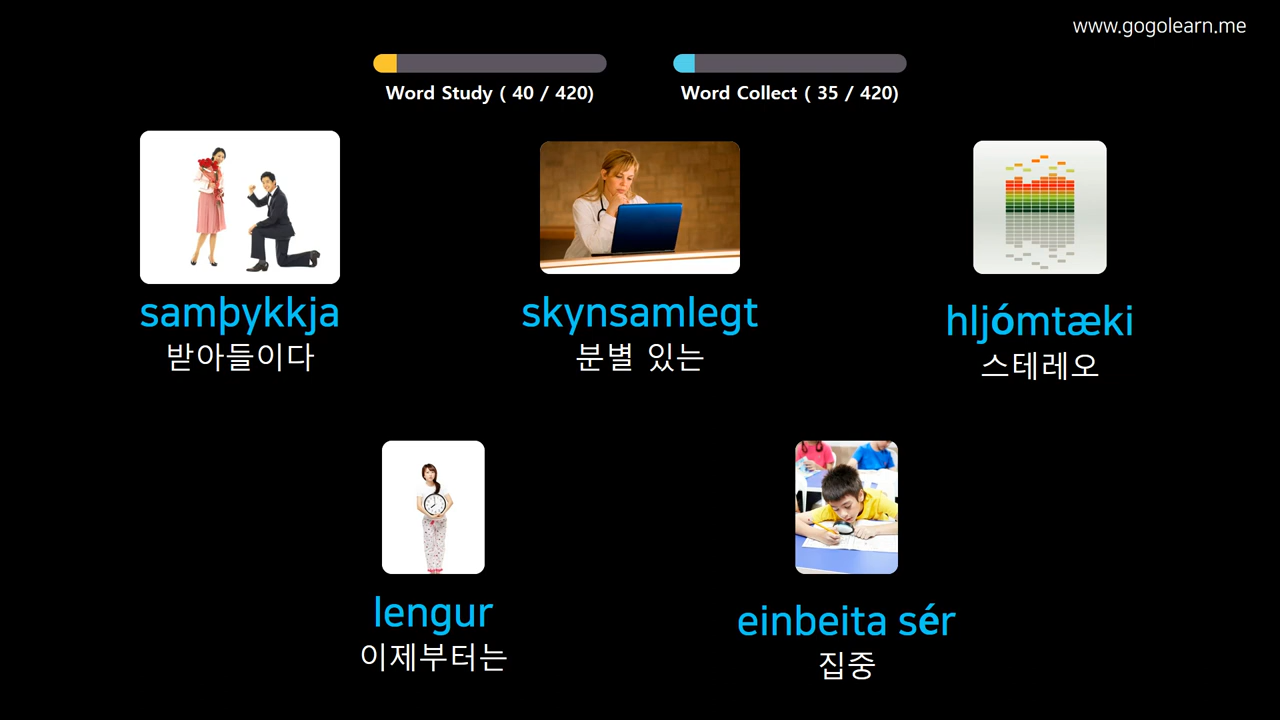 www.gogolearn.me
Word Study ( 40 / 420)
Word Collect ( 35 / 420)
samþykkja
받아들이다
skynsamlegt
분별 있는
hljómtæki
스테레오
lengur
이제부터는
einbeita sér
집중